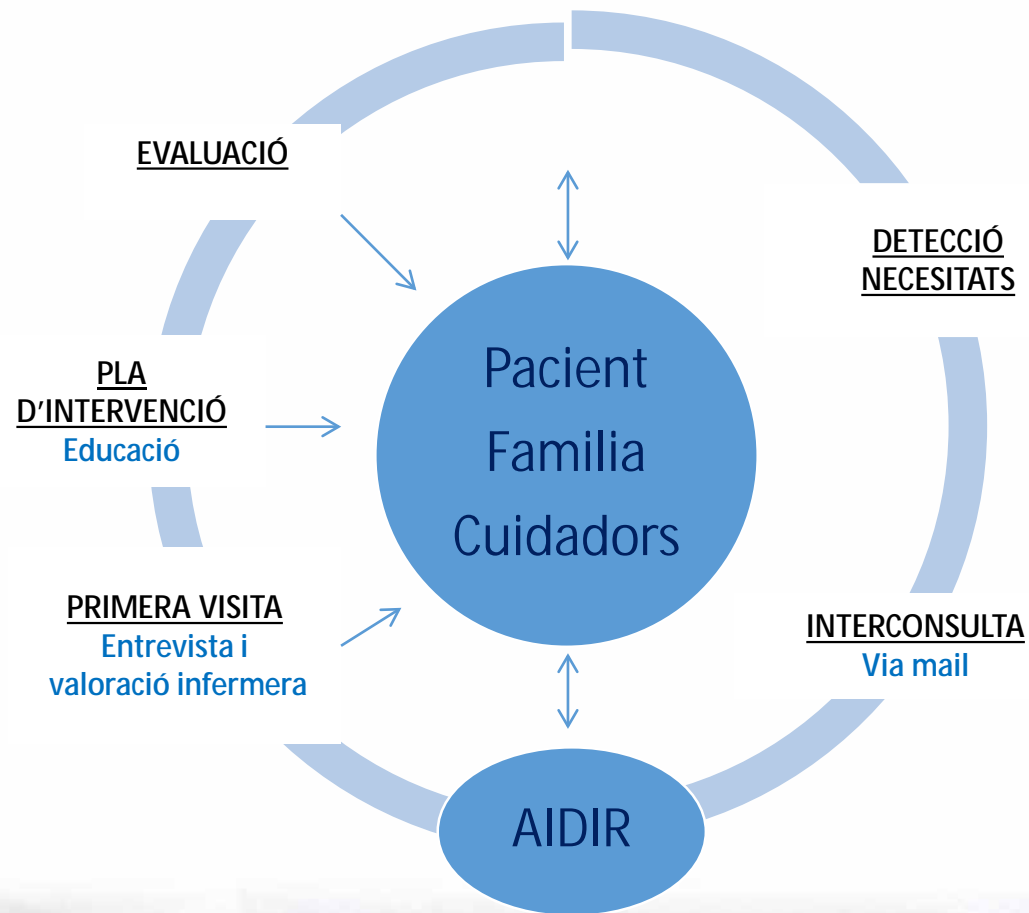 EVALUACIÓ
DETECCIÓ
NECESITATS
Pacient
Familia
Cuidadors
PLA
D'INTERVENCIÓ
Educació
PRIMERA VISITA
Entrevista i
valoració infermera
INTERCONSULTA
Via mail
AIDIR